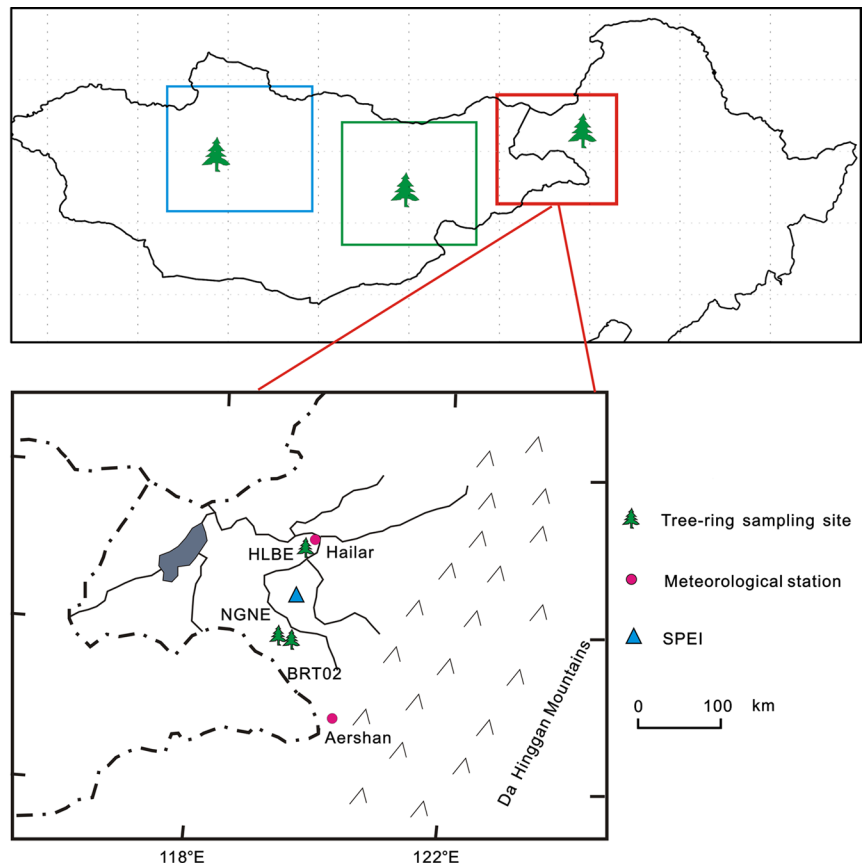 HLBE
Hailar
NGNE
BRT02
Aershan
Da Hinggan Mountains
118°E
122°E
Tree-ring sampling site
Meteorological station
SPEI
0 100 km